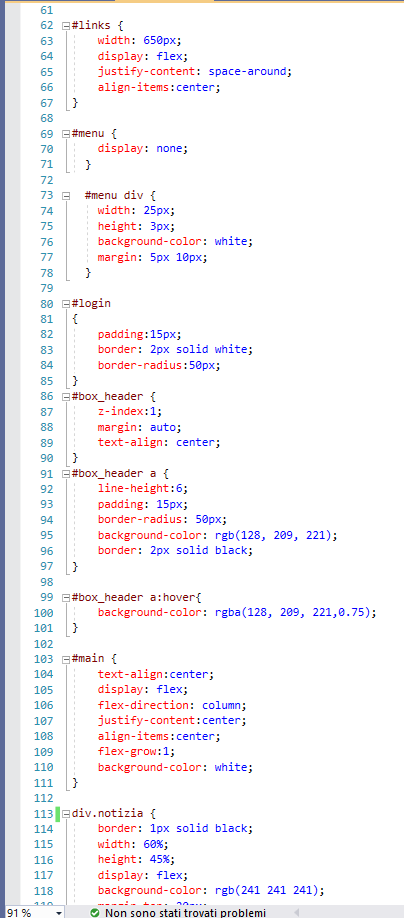 61
62 #links {
63 width: 650px;
64 display: flex;
65 justify-content: space-around;
66 align-items:center;
67 }
68
69 #menu {
70 display: none;
71 }
72
73 #menu div {
74 width: 25px;
75 height: 3px;
76 background-color: white;
77 margin: 5px 10px;
78 }
79
80 #login
81 {
82 padding:15px;
83 border: 2px solid white;
84 border-radius:50px;
85 }
86 #box_header {
87 z-index:1;
88 margin: auto;
89 text-align: center;
90 }
91 #box_header a {
92 line-height:6;
93 padding: 15px;
94 border-radius: 50px;
95 background-color: rgb(128, 209, 221);
96 border: 2px solid black;
97 }
98
99 #box_header a:hover{
100 background-color: rgba(128, 209, 221,0.75);
101 }
102
103 #main {
104 text-align:center;
105 display: flex;
106 flex-direction: column;
107 justify-content:center;
108 align-items:center;
109 flex-grow:1;
110 background-color: white;
111 }
112
113 div.notizia {
114 border: 1px solid black;
115 width: 60%;
116 height: 45%;
117 display: flex;
118 background-color: rgb(241 241 241);
91 % Non sono stati trovati problemi